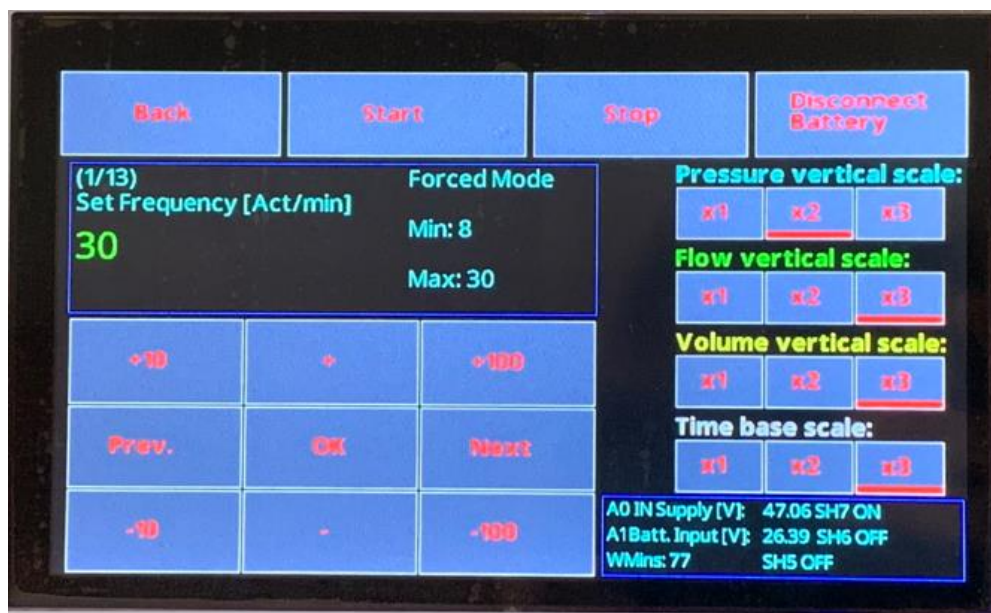 Back
Start
Stop
Disconnect
Battery
(1/13)
Set Frequency [Act/min]
30
Forced Mode
Min: 8
Max: 30
+10
+
+100
Prev.
OK
Next
-10
-
-100
Pressure vertical scale:
x1
x2
x3
Flow vertical scale:
x1
x2
x3
Volume vertical scale:
x1
x2
x3
Time base scale:
x1
x2
x3
A0 IN Supply [V]: 47.06 SH7 ON
A1 Batt. Input [V]: 26.39 SH6 OFF
WMins: 77 SH5 OFF